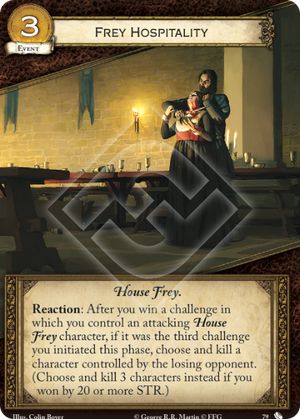 3
Event
Frey Hospitality
House Frey.
Reaction: After you win a challenge in
which you control an attacking House
Frey character, if it was the third challenge
you initiated this phase, choose and kill a
character controlled by the losing opponent.
(Choose and kill 3 characters instead if you
won by 20 or more STR.)
Illus. Colin Boyer
© George R.R. Martin © FFG
79